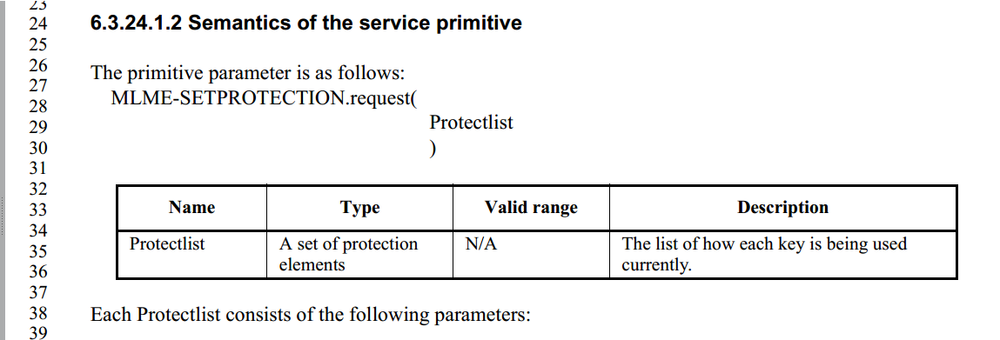 23
24 6.3.24.1.2 Semantics of the service primitive
25
26 The primitive parameter is as follows:
27
28 MLME-SETPROTECTION.request(
29 Protectlist
30 )
31
32
33 Name Type Valid range Description
34
35 Protectlist A set of protection N/A The list of how each key is being used
36 elements currently.
37
38 Each Protectlist consists of the following parameters:
39